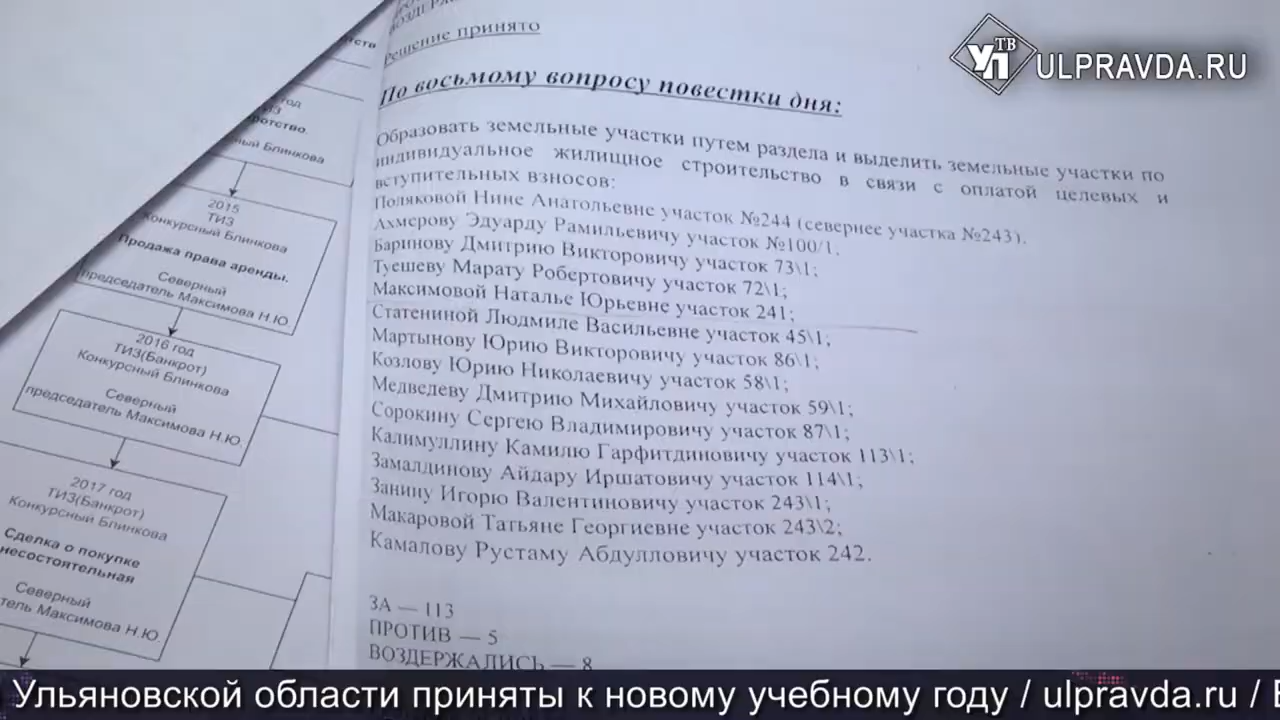 УП ТВ ULPRAVDA.RU
Решение принято
По восьмому вопросу повестки дня:
Образовать земельные участки путем раздела и выделить земельные участки по
индивидуальное жилищное строительство в связи с оплатой целевых и
вступительных взносов:
Поляковой Нине Анатольевне участок №244 (севернее участка №243).
Ахмерову Эдуарду Рамильевичу участок №100/1.
Баринову Дмитрию Викторовичу участок 73\1;
Туешеву Марату Робертовичу участок 72\1;
Максимовой Наталье Юрьевне участок 241;
Статениной Людмиле Васильевне участок 45\1;
Мартынову Юрию Викторовичу участок 86\1;
Козлову Юрию Николаевичу участок 58\1;
Медведеву Дмитрию Михайловичу участок 59\1;
Сорокину Сергею Владимировичу участок 87\1;
Калимуллину Камилю Гарфитдиновичу участок 113\1;
Замалдинову Айдару Иршатовичу участок 114\1;
Занину Игорю Валентиновичу участок 243\1;
Макаровой Татьяне Георгиевне участок 243\2;
Камалову Рустаму Абдулловичу участок 242.
ЗА — 113
ПРОТИВ — 5
ВОЗДЕРЖАЛИСЬ — 8
год
ТИЗ
Блинкова
2015
ТИЗ
Конкурсный Блинкова
Продажа права аренды.
Северный
председатель Максимова Н.Ю.
2016 год
ТИЗ(Банкрот)
Конкурсный Блинкова
Северный
председатель Максимова Н.Ю.
2017 год
ТИЗ(Банкрот)
Конкурсный Блинкова
Сделка о покупке
несостоятельная
Северный
тель Максимова Н.Ю.
Ульяновской области приняты к новому учебному году / ulpravda.ru /